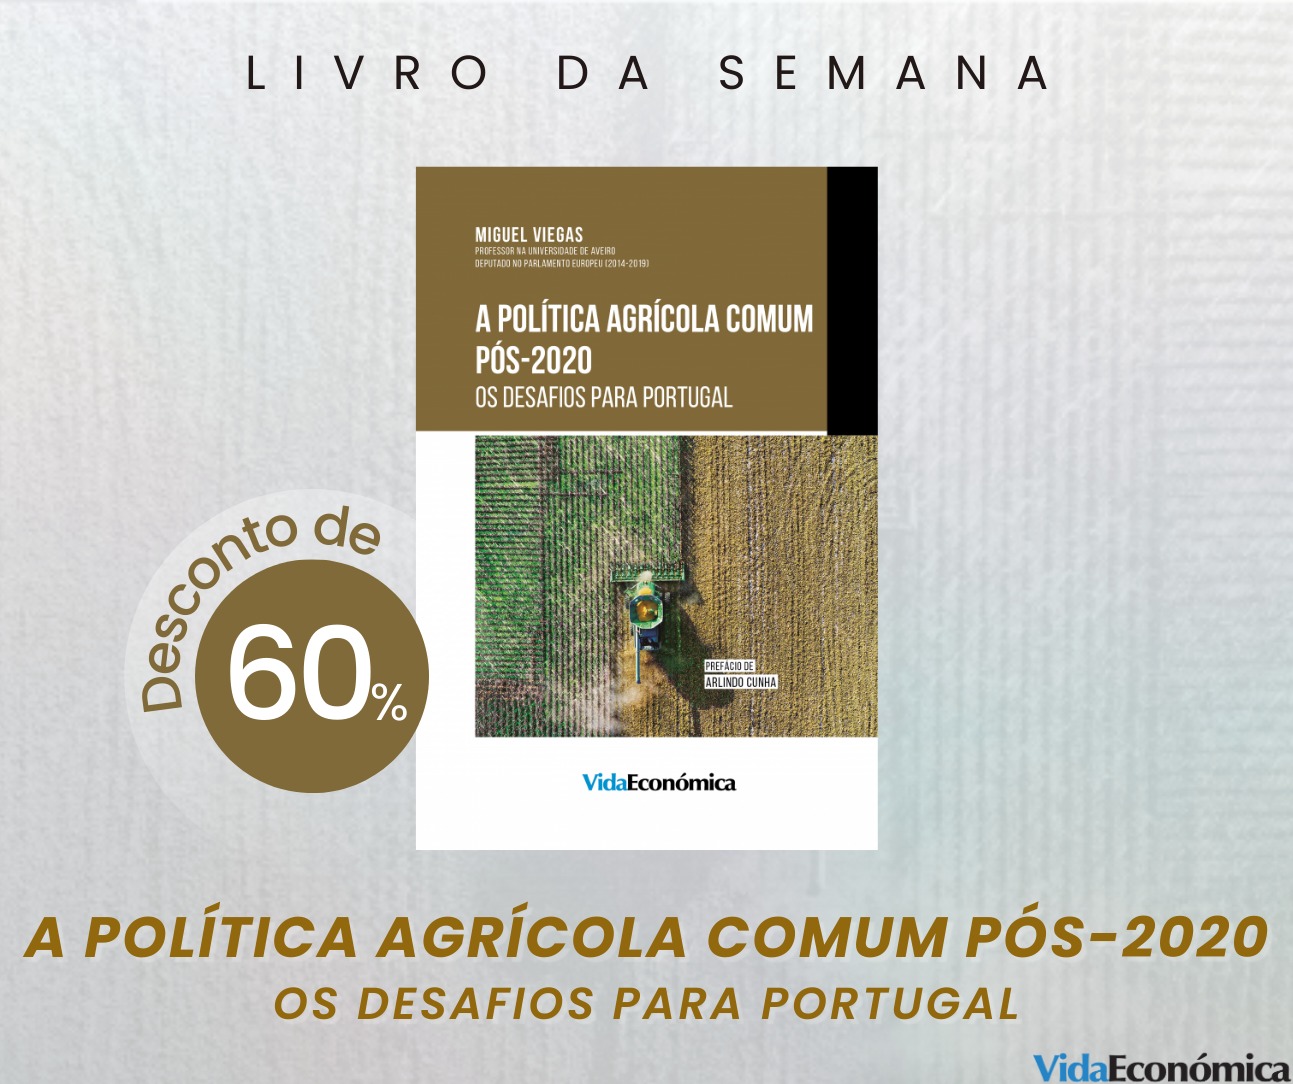 LIVRO DA SEMANA
MIGUEL VIEGAS
PROFESSOR NA UNIVERSIDADE DE AVEIRO
DEPUTADO NO PARLAMENTO EUROPEU (2014-2019)
A POLÍTICA AGRÍCOLA COMUM
PÓS-2020
OS DESAFIOS PARA PORTUGAL
Desconto de
60%
PREFÁCIO DE
ARLINDO CUNHA
VidaEconómica
A POLÍTICA AGRÍCOLA COMUM PÓS-2020
OS DESAFIOS PARA PORTUGAL
VidaEconómica